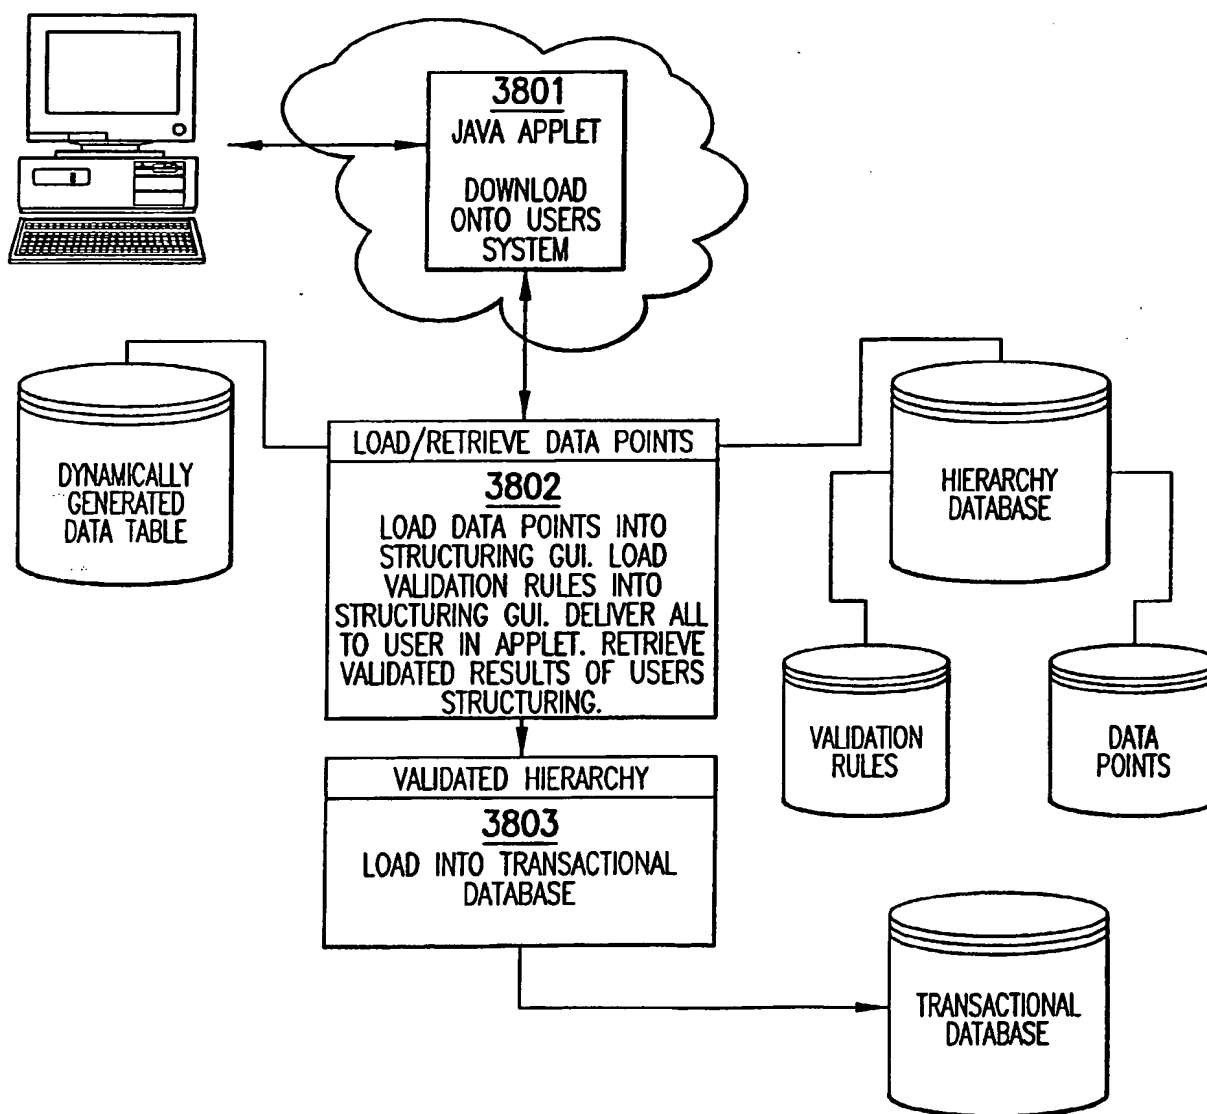 3801
JAVA APPLET
DOWNLOAD
ONTO USERS
SYSTEM
DYNAMICALLY
GENERATED
DATA TABLE
LOAD/RETRIEVE DATA POINTS
3802
LOAD DATA POINTS INTO
STRUCTURING GUI. LOAD
VALIDATION RULES INTO
STRUCTURING GUI. DELIVER ALL
TO USER IN APPLET. RETRIEVE
VALIDATED RESULTS OF USERS
STRUCTURING.
HIERARCHY
DATABASE
VALIDATION
RULES
DATA
POINTS
VALIDATED HIERARCHY
3803
LOAD INTO TRANSACTIONAL
DATABASE
TRANSACTIONAL
DATABASE